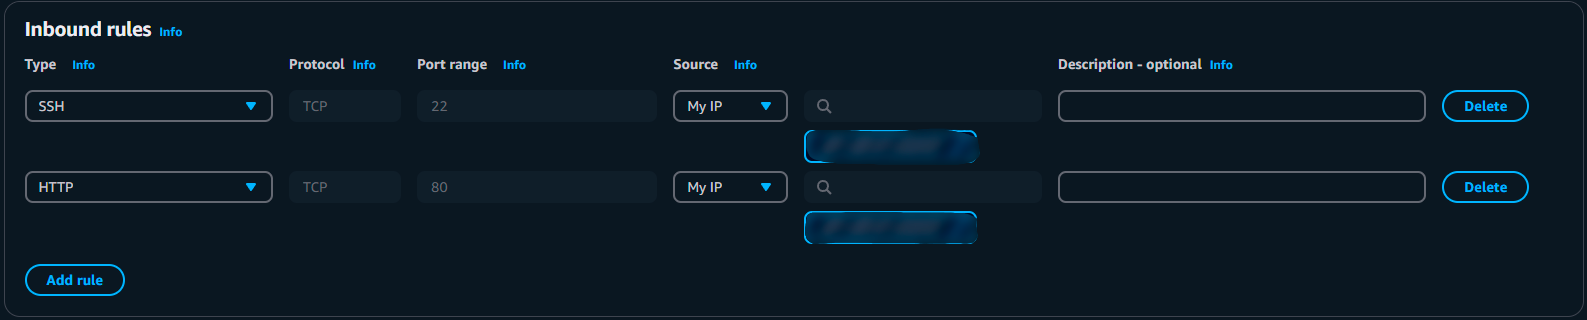 Inbound rules Info
Type Info Protocol Info Port range Info Source Info Description - optional Info
SSH TCP 22 My IP Delete
HTTP TCP 80 My IP Delete
Add rule